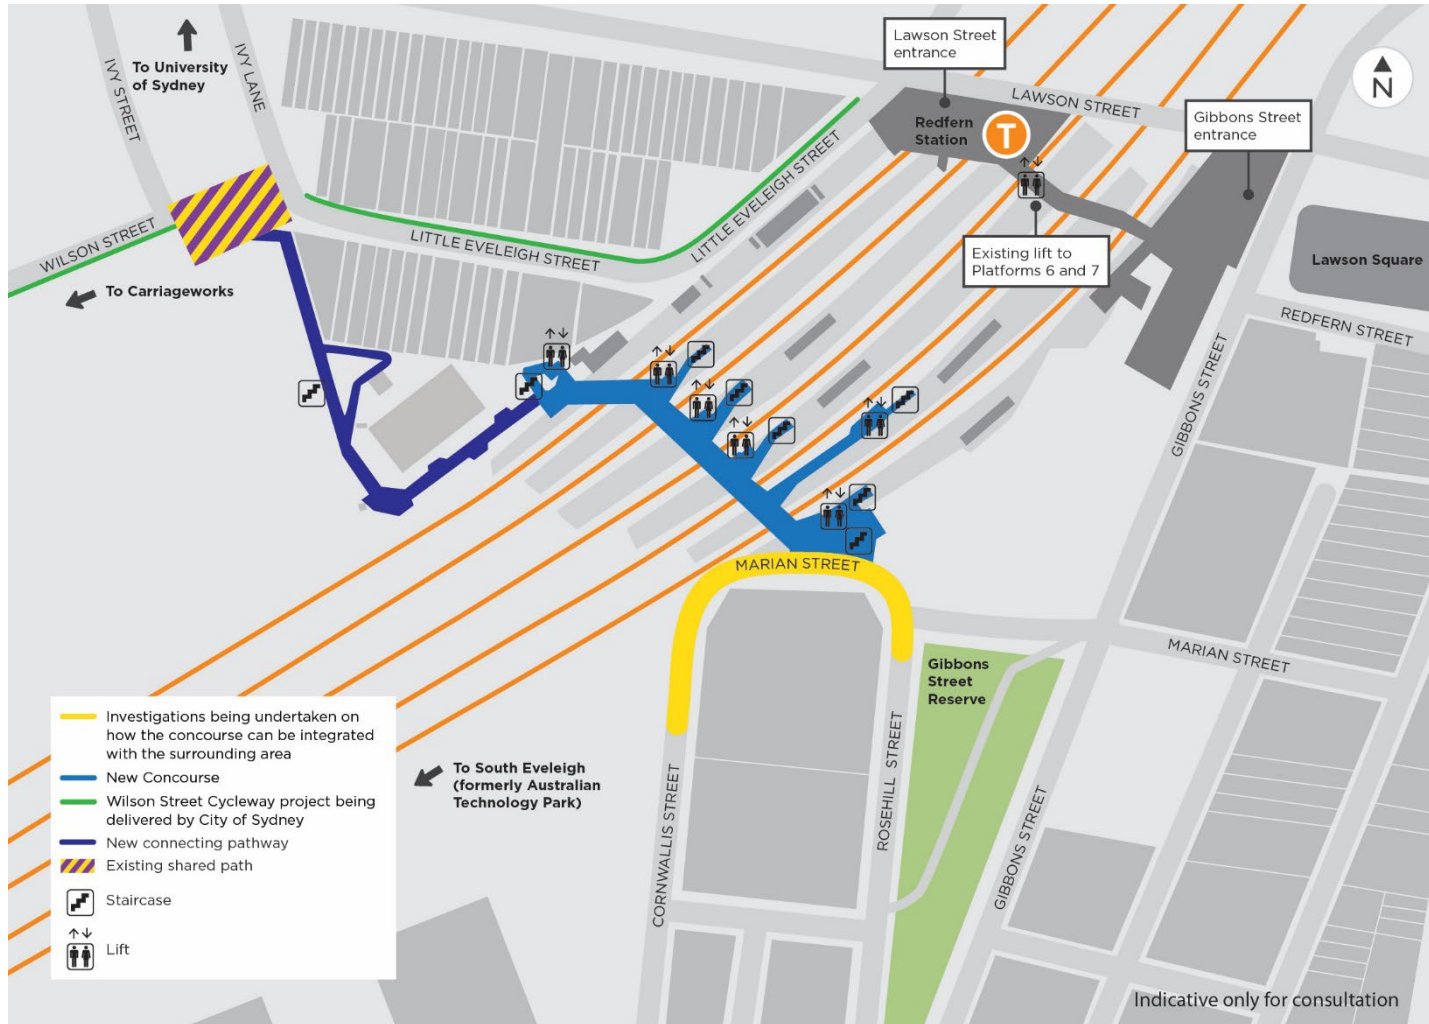 To University
of Sydney
IVY STREET
IVY LANE
Lawson Street
entrance
LAWSON STREET
N
Redfern
Station
T
Gibbons Street
entrance
WILSON STREET
LITTLE EVELEIGH STREET
LITTLE EVELEIGH STREET
Existing lift to
Platforms 6 and 7
Lawson Square
To Carriageworks
REDFERN STREET
GIBBONS STREET
MARIAN STREET
MARIAN STREET
Gibbons
Street
Reserve
To South Eveleigh
(formerly Australian
Technology Park)
CORNWALLIS STREET
ROSEHILL STREET
GIBBONS STREET
Investigations being undertaken on
how the concourse can be integrated
with the surrounding area
New Concourse
Wilson Street Cycleway project being
delivered by City of Sydney
New connecting pathway
Existing shared path
Staircase
Lift
Indicative only for consultation